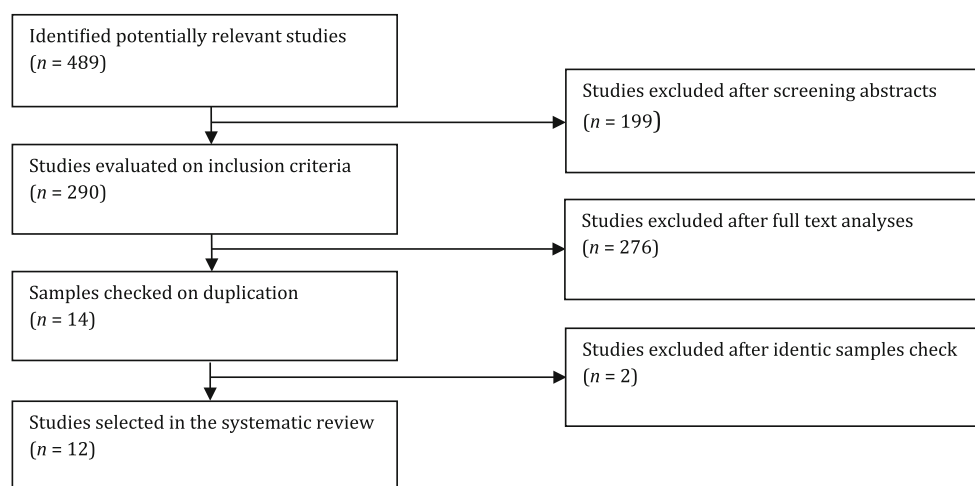 Identified potentially relevant studies
(n = 489)
Studies excluded after screening abstracts
(n = 199)
Studies evaluated on inclusion criteria
(n = 290)
Studies excluded after full text analyses
(n = 276)
Samples checked on duplication
(n = 14)
Studies excluded after identic samples check
(n = 2)
Studies selected in the systematic review
(n = 12)